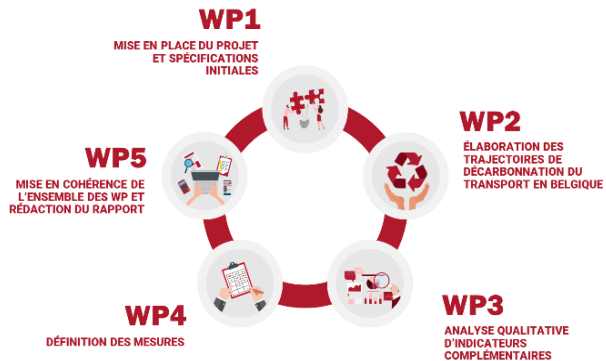 WP1
MISE EN PLACE DU PROJET
ET SPÉCIFICATIONS
INITIALES
WP2
ÉLABORATION DES
TRAJECTOIRES DE
DÉCARBONNATION DU
TRANSPORT EN BELGIQUE
WP3
ANALYSE QUALITATIVE
D'INDICATEURS
COMPLÉMENTAIRES
WP4
DÉFINITION DES MESURES
WP5
MISE EN COHÉRENCE DE
L'ENSEMBLE DES WP ET
RÉDACTION DU RAPPORT